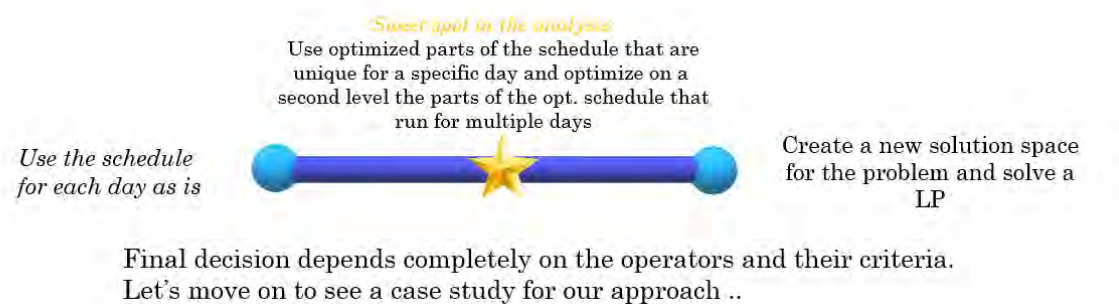 Sweet spot in the analysis
Use optimized parts of the schedule that are
unique for a specific day and optimize on a
second level the parts of the opt. schedule that
run for multiple days
Use the schedule
for each day as is
Create a new solution space
for the problem and solve a
LP
Final decision depends completely on the operators and their criteria.
Let's move on to see a case study for our approach ..